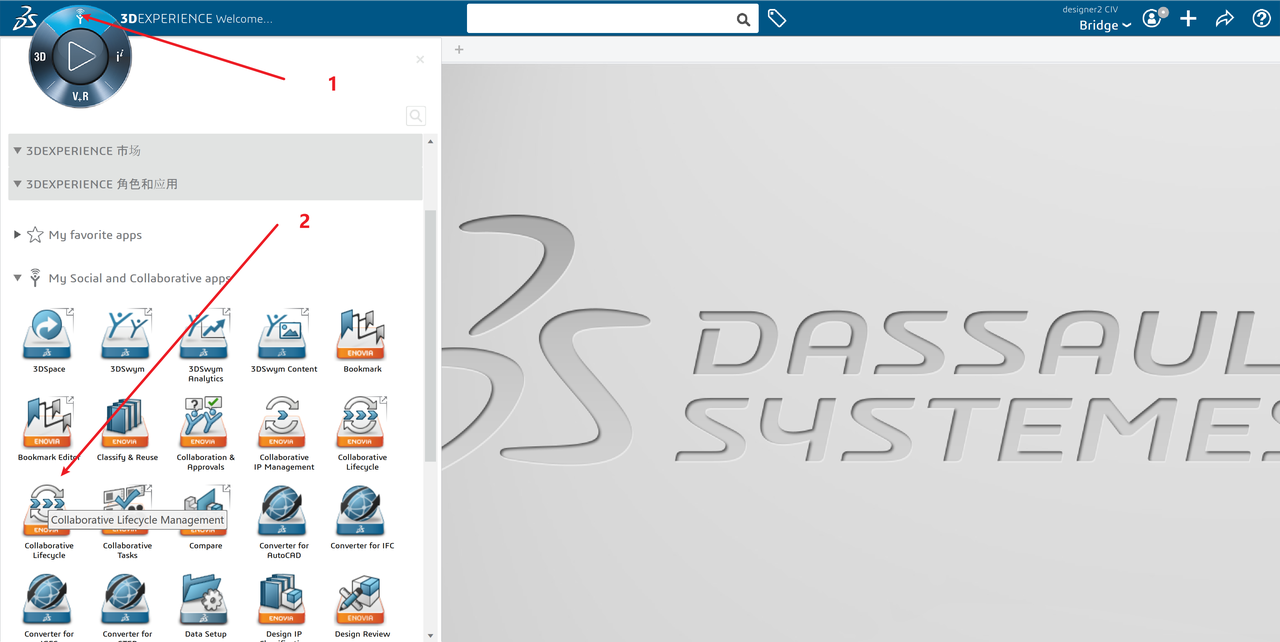 designer2 CIV
3DEXPERIENCE Welcome...
Bridge
3D
i
V+R
1
3DEXPERIENCE 市场
3DEXPERIENCE 角色和应用
2
My favorite apps
My Social and Collaborative apps
3DSpace
3DSwym
3DSwym Analytics
3DSwym Content
ENOVIA
Bookmark
ENOVIA ENOVIA ENOVIA ENOVIA ENOVIA
Bookmark Editor
Classify & Reuse
Collaboration & Approvals
Collaborative IP Management
Collaborative Lifecycle
Collaborative Lifecycle Management
ENOVIA
Collaborative Lifecycle
Collaborative Tasks
Compare
Converter for AutoCAD
Converter for IFC
ENOVIA ENOVIA
Converter for
Converter for
Data Setup
Design IP
Design Review
DASSAUL
SYSTEMES